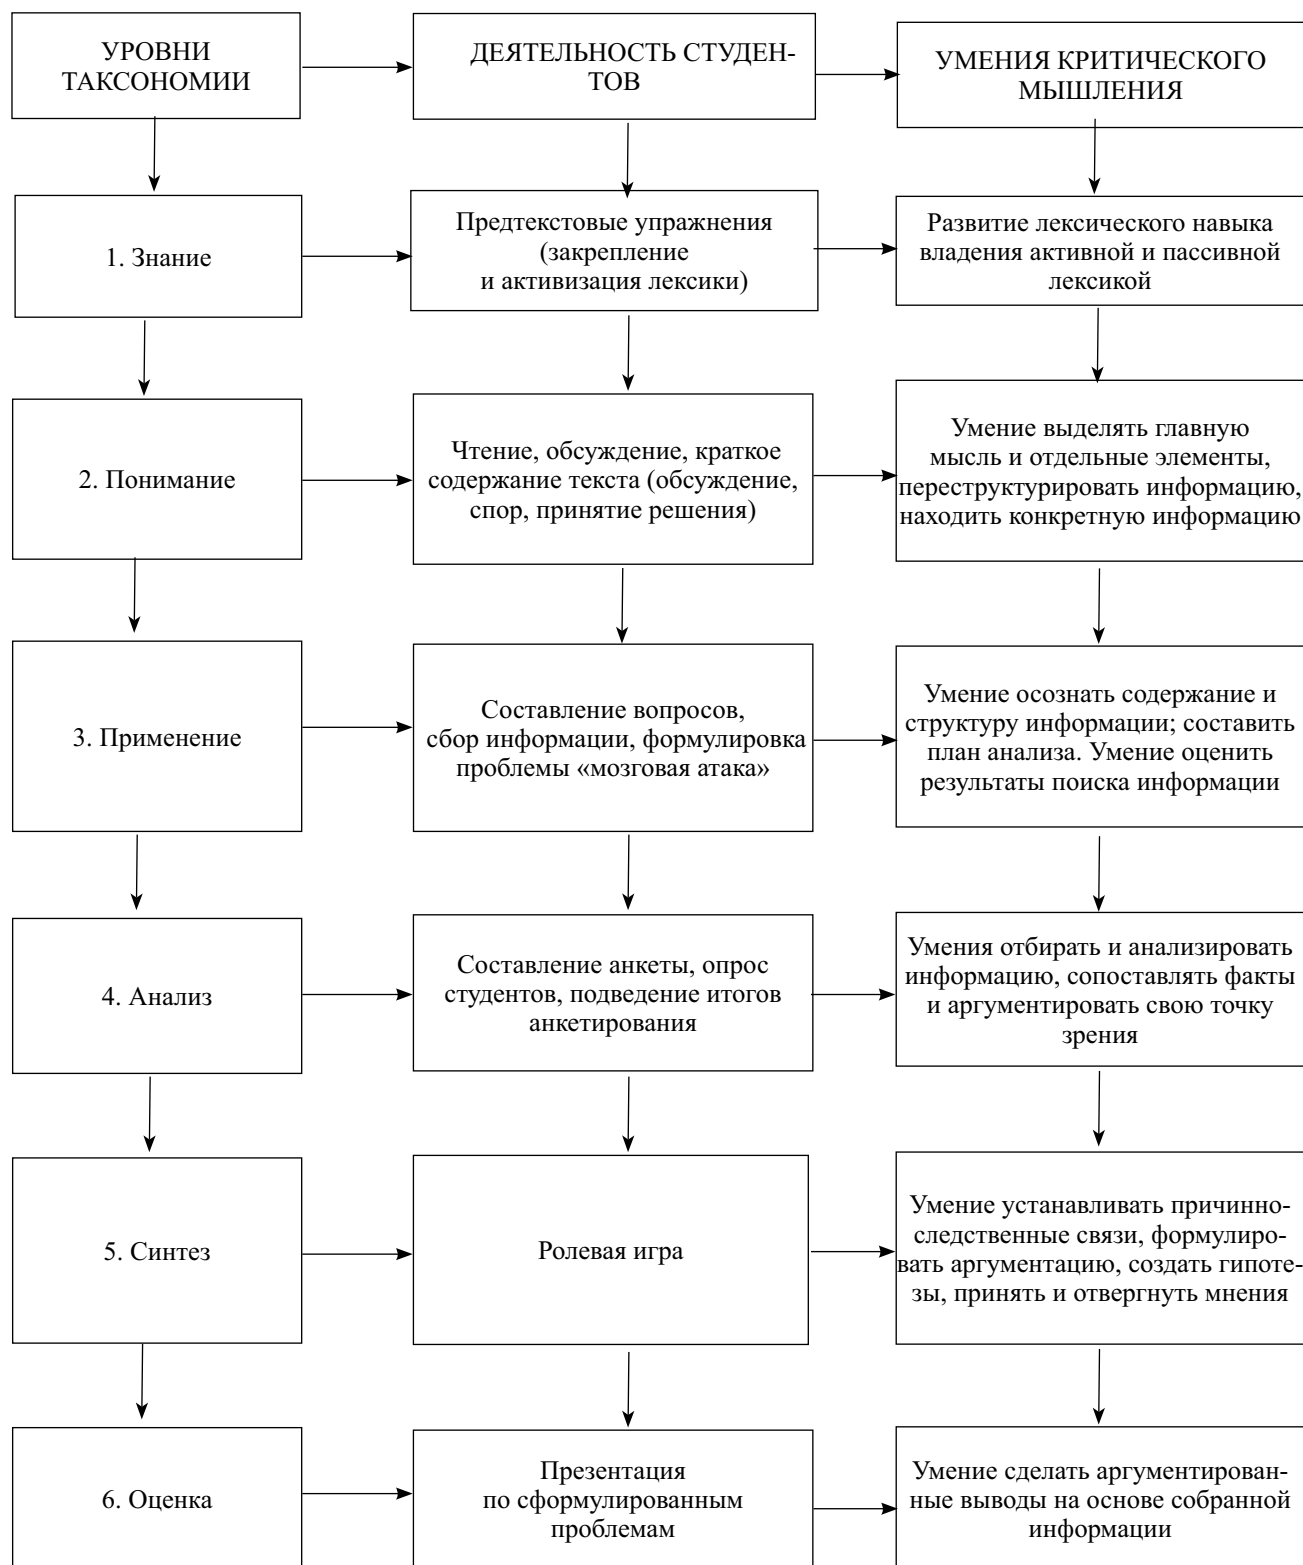 УРОВНИ
ТАКСОНОМИИ
ДЕЯТЕЛЬНОСТЬ СТУДЕН-
ТОВ
УМЕНИЯ КРИТИЧЕСКОГО
МЫШЛЕНИЯ
1. Знание
Предтекстовые упражнения
(закрепление
и активизация лексики)
Развитие лексического навыка
владения активной и пассивной
лексикой
2. Понимание
Чтение, обсуждение, краткое
содержание текста (обсуждение,
спор, принятие решения)
Умение выделять главную
мысль и отдельные элементы,
переструктурировать информацию,
находить конкретную информацию
3. Применение
Составление вопросов,
сбор информации, формулировка
проблемы «мозговая атака»
Умение осознать содержание и
структуру информации; составить
план анализа. Умение оценить
результаты поиска информации
4. Анализ
Составление анкеты, опрос
студентов, подведение итогов
анкетирования
Умения отбирать и анализировать
информацию, сопоставлять факты
и аргументировать свою точку
зрения
5. Синтез
Ролевая игра
Умение устанавливать причинно-
следственные связи, формулиро-
вать аргументацию, создать гипоте-
зы, принять и отвергнуть мнения
6. Оценка
Презентация
по сформулированным
проблемам
Умение сделать аргументирован-
ные выводы на основе собранной
информации